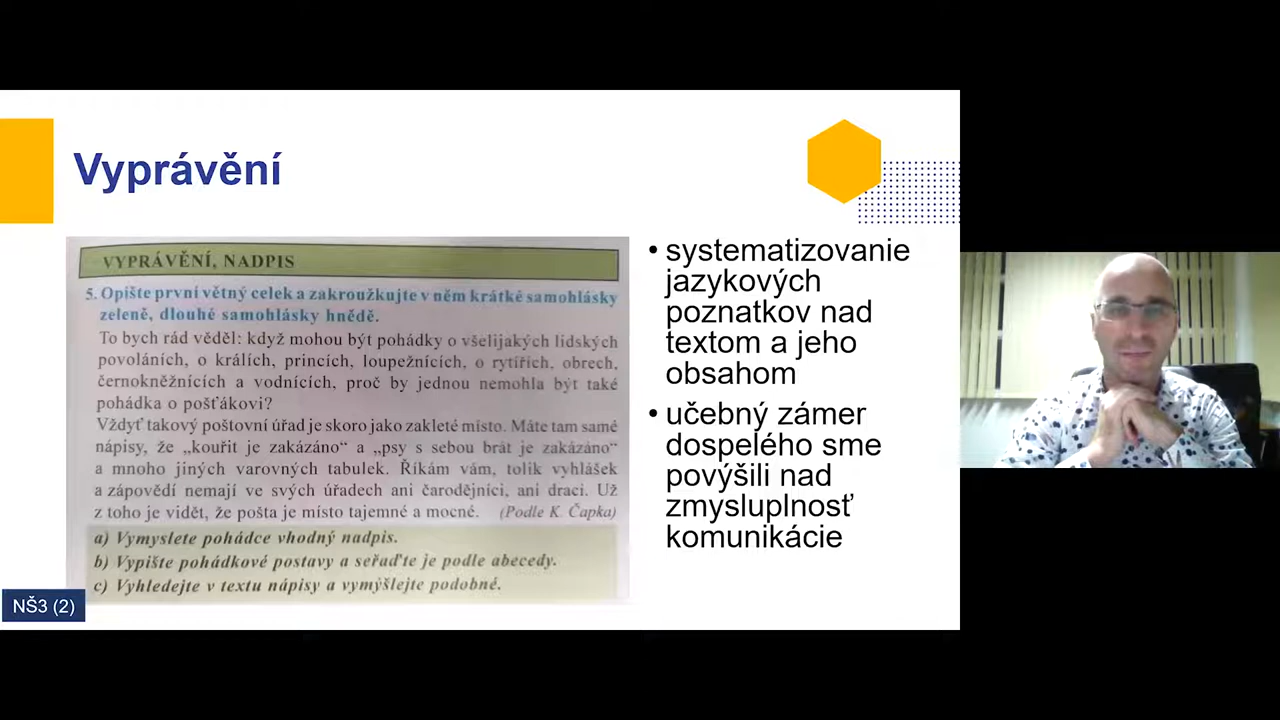 Vyprávění
VYPRÁVĚNÍ, NADPIS
5. Opište první větný celek a zakroužkujte v něm krátké samohlásky
zeleně, dlouhé samohlásky hnědě.
To bych rád věděl: když mohou být pohádky o všelijakých lidských
povoláních, o králích, princích, loupežnících, o rytířích, obrech,
černokněžnících a vodnících, proč by jednou nemohla být také
pohádka o pošťákovi?
Vždyť takový poštovní úřad je skoro jako zakleté místo. Máte tam samé
nápisy, že „kouřit je zakázáno“ a „psy s sebou brát je zakázáno“
a mnoho jiných varovných tabulek. Říkám vám, tolik vyhlášek
a zápovědí nemají ve svých úřadech ani čarodějníci, ani draci. Už
z toho je vidět, že pošta je místo tajemné a mocné. (Podle K. Čapka)
a) Vymyslete pohádce vhodný nadpis.
b) Vypište pohádkové postavy a seřaďte je podle abecedy.
c) Vyhledejte v textu nápisy a vymýšlejte podobné.
• systematizovanie
jazykových
poznatkov nad
textom a jeho
obsahom
• učebný zámer
dospelého sme
povýšili nad
zmysluplnosť
komunikácie
NŠ3 (2)